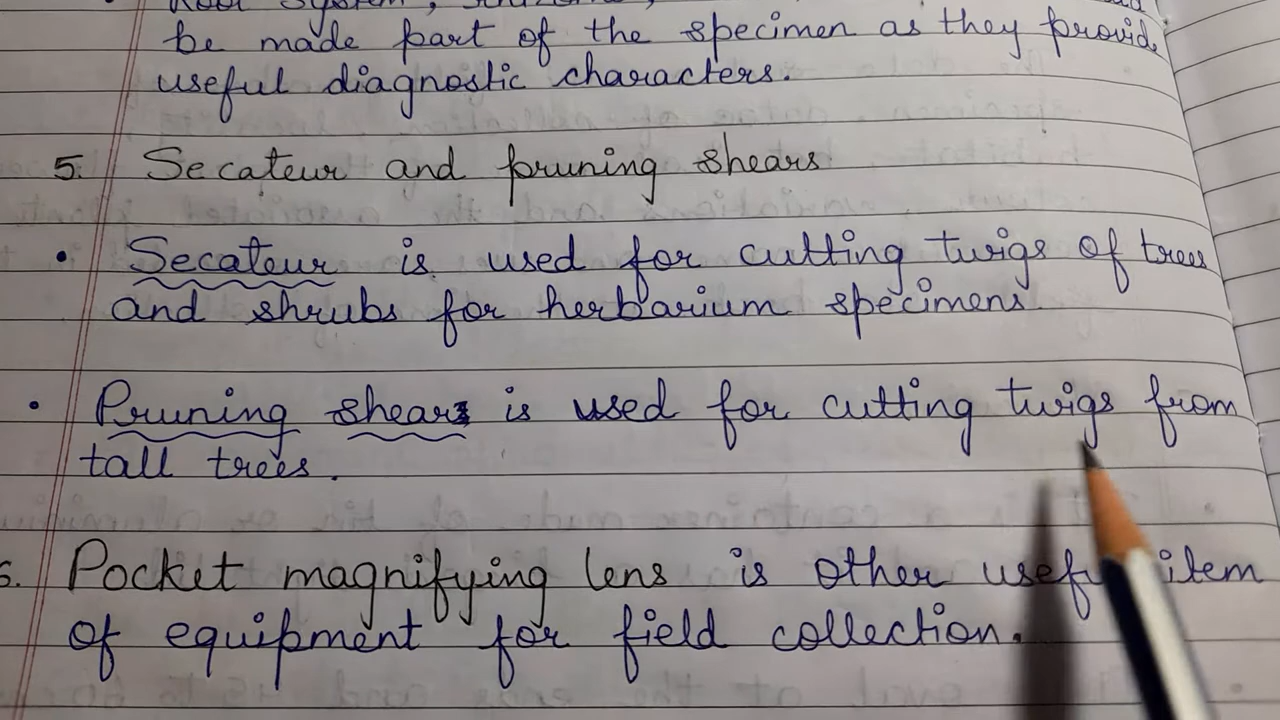 be made part of the specimen as they provide
useful diagnostic characters.
5. Secateur and pruning shears
• Secateur is used for cutting twigs of trees
and shrubs for herbarium specimens.
• Pruning shears is used for cutting twigs from
tall trees.
6. Pocket magnifying lens is other useful item
of equipment for field collection.